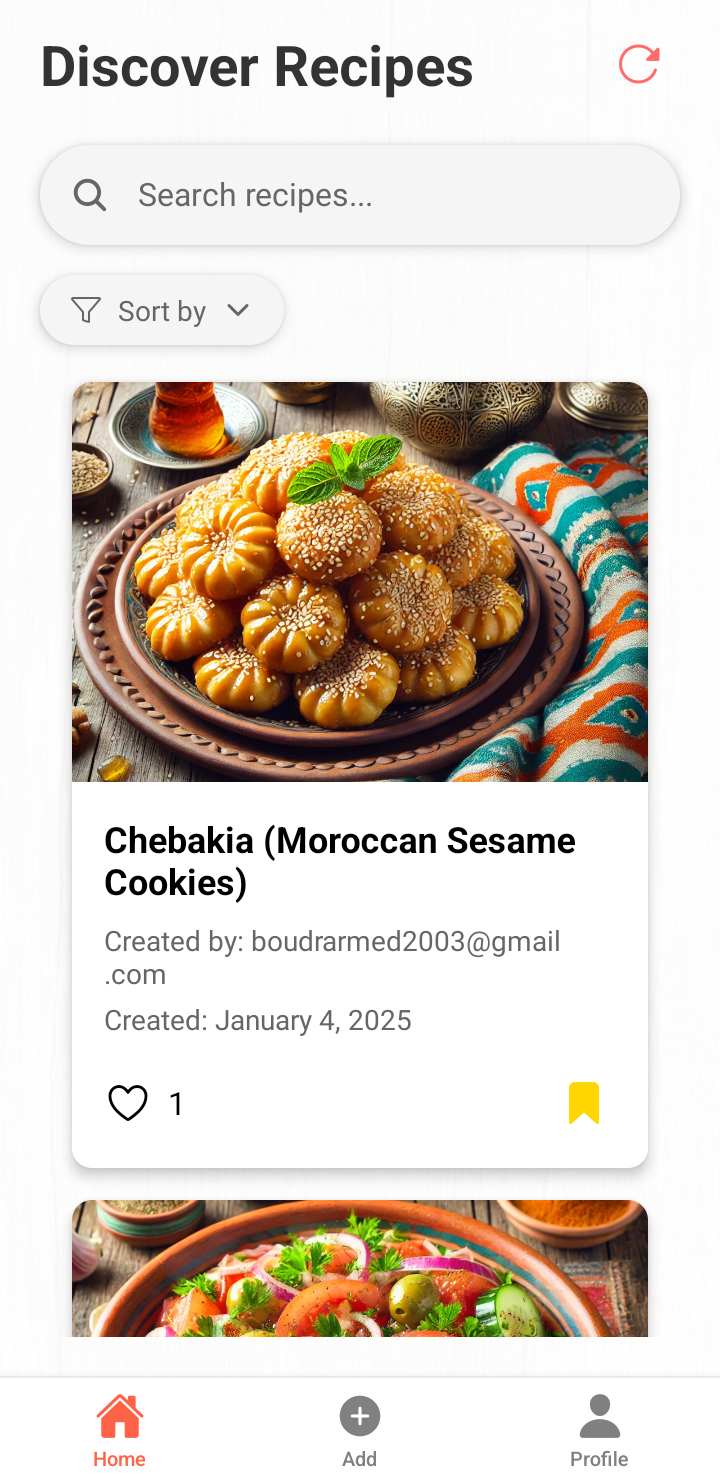 Discover Recipes
Search recipes...
Sort by
Chebakia (Moroccan Sesame
Cookies)
Created by: boudrarmed2003@gmail
.com
Created: January 4, 2025
1
Home
Add
Profile